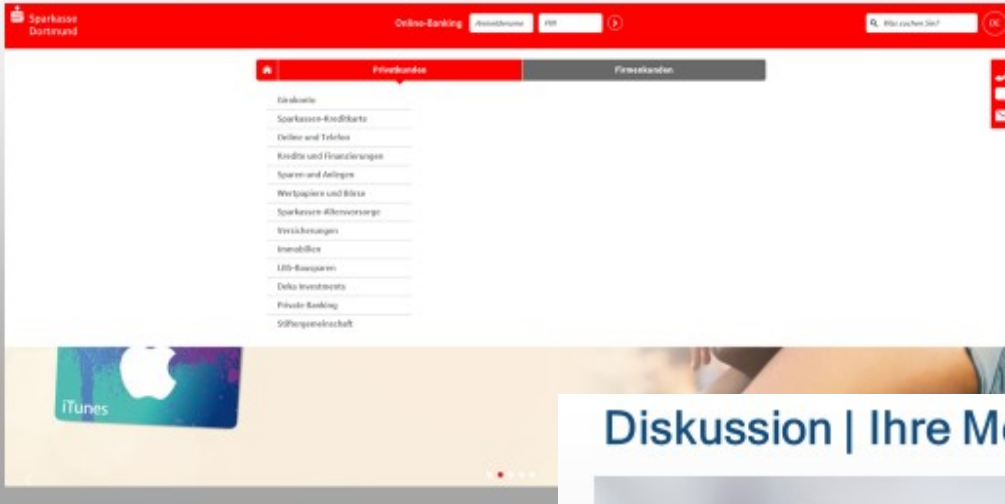 Sparkasse
Dortmund
Online-Banking Anmeldename PIN
Was suchen Sie?
Privatkunden Firmenkunden
Girokonto
Sparkassen-Kreditkarte
Online und Telefon
Kredite und Finanzierungen
Sparen und Anlegen
Wertpapiere und Börse
Sparkassen-Altersvorsorge
Versicherungen
Immobilien
LBS-Bausparen
Deka-Investments
Private Banking
Stiftergemeinschaft
iTunes
Diskussion | Ihre M